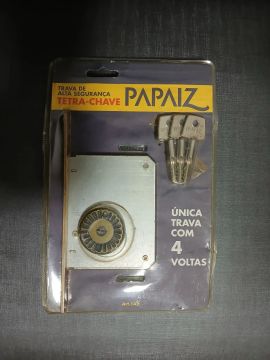 TRAVA DE
ALTA SEGURANÇA
TETRA-CHAVE
PAPAIZ
ÚNICA
TRAVA
COM
4
VOLTAS